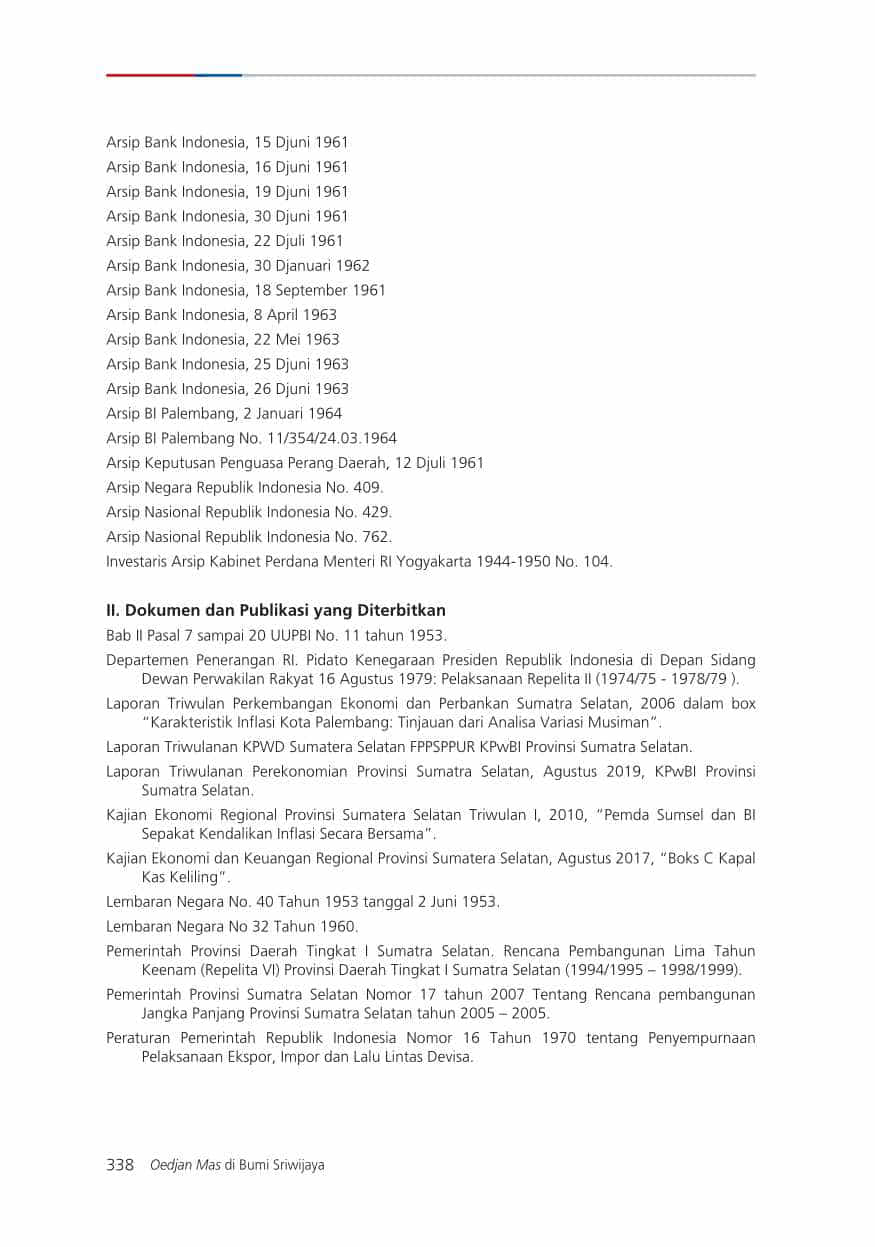 Arsip Bank Indonesia, 15 Djuni 1961
Arsip Bank Indonesia, 16 Djuni 1961
Arsip Bank Indonesia, 19 Djuni 1961
Arsip Bank Indonesia, 30 Djuni 1961
Arsip Bank Indonesia, 22 Djuli 1961
Arsip Bank Indonesia, 30 Djanuari 1962
Arsip Bank Indonesia, 18 September 1961
Arsip Bank Indonesia, 8 April 1963
Arsip Bank Indonesia, 22 Mei 1963
Arsip Bank Indonesia, 25 Djuni 1963
Arsip Bank Indonesia, 26 Djuni 1963
Arsip BI Palembang, 2 Januari 1964
Arsip BI Palembang No. 11/354/24.03.1964
Arsip Keputusan Penguasa Perang Daerah, 12 Djuli 1961
Arsip Negara Republik Indonesia No. 409.
Arsip Nasional Republik Indonesia No. 429.
Arsip Nasional Republik Indonesia No. 762.
Investaris Arsip Kabinet Perdana Menteri RI Yogyakarta 1944-1950 No. 104.
II. Dokumen dan Publikasi yang Diterbitkan
Bab II Pasal 7 sampai 20 UUPBI No. 11 tahun 1953.
Departemen Penerangan RI. Pidato Kenegaraan Presiden Republik Indonesia di Depan Sidang
Dewan Perwakilan Rakyat 16 Agustus 1979: Pelaksanaan Repelita II (1974/75 - 1978/79 ).
Laporan Triwulan Perkembangan Ekonomi dan Perbankan Sumatra Selatan, 2006 dalam box
“Karakteristik Inflasi Kota Palembang: Tinjauan dari Analisa Variasi Musiman”.
Laporan Triwulanan KPWD Sumatera Selatan FPPSPPUR KPwBI Provinsi Sumatra Selatan.
Laporan Triwulanan Perekonomian Provinsi Sumatra Selatan, Agustus 2019, KPwBI Provinsi
Sumatra Selatan.
Kajian Ekonomi Regional Provinsi Sumatera Selatan Triwulan I, 2010, “Pemda Sumsel dan BI
Sepakat Kendalikan Inflasi Secara Bersama”.
Kajian Ekonomi dan Keuangan Regional Provinsi Sumatera Selatan, Agustus 2017, “Boks C Kapal
Kas Keliling”.
Lembaran Negara No. 40 Tahun 1953 tanggal 2 Juni 1953.
Lembaran Negara No 32 Tahun 1960.
Pemerintah Provinsi Daerah Tingkat I Sumatra Selatan. Rencana Pembangunan Lima Tahun
Keenam (Repelita VI) Provinsi Daerah Tingkat I Sumatra Selatan (1994/1995 – 1998/1999).
Pemerintah Provinsi Sumatra Selatan Nomor 17 tahun 2007 Tentang Rencana pembangunan
Jangka Panjang Provinsi Sumatra Selatan tahun 2005 – 2005.
Peraturan Pemerintah Republik Indonesia Nomor 16 Tahun 1970 tentang Penyempurnaan
Pelaksanaan Ekspor, Impor dan Lalu Lintas Devisa.
338 Oedjan Mas di Bumi Sriwijaya